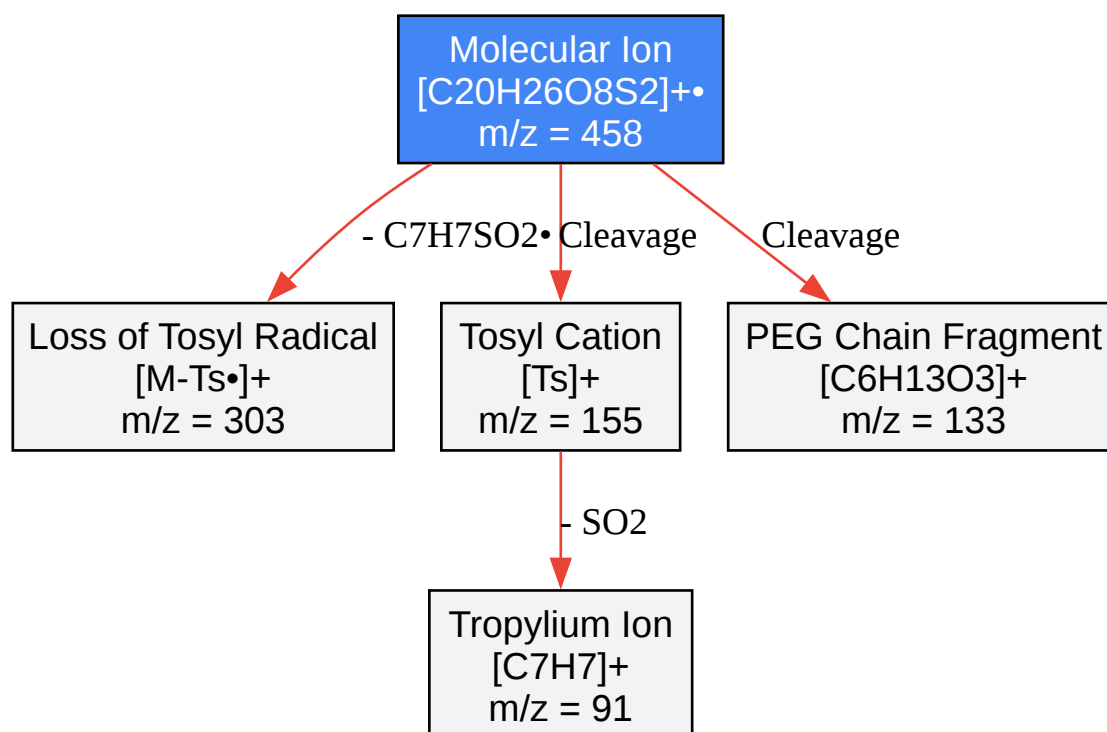 Molecular Ion
[C20H26O8S2]+•
m/z = 458
- C7H7SO2•
Cleavage
Cleavage
Loss of Tosyl Radical
[M-Ts•]+
m/z = 303
Tosyl Cation
[Ts]+
m/z = 155
PEG Chain Fragment
[C6H13O3]+
m/z = 133
- SO2
Tropylium Ion
[C7H7]+
m/z = 91